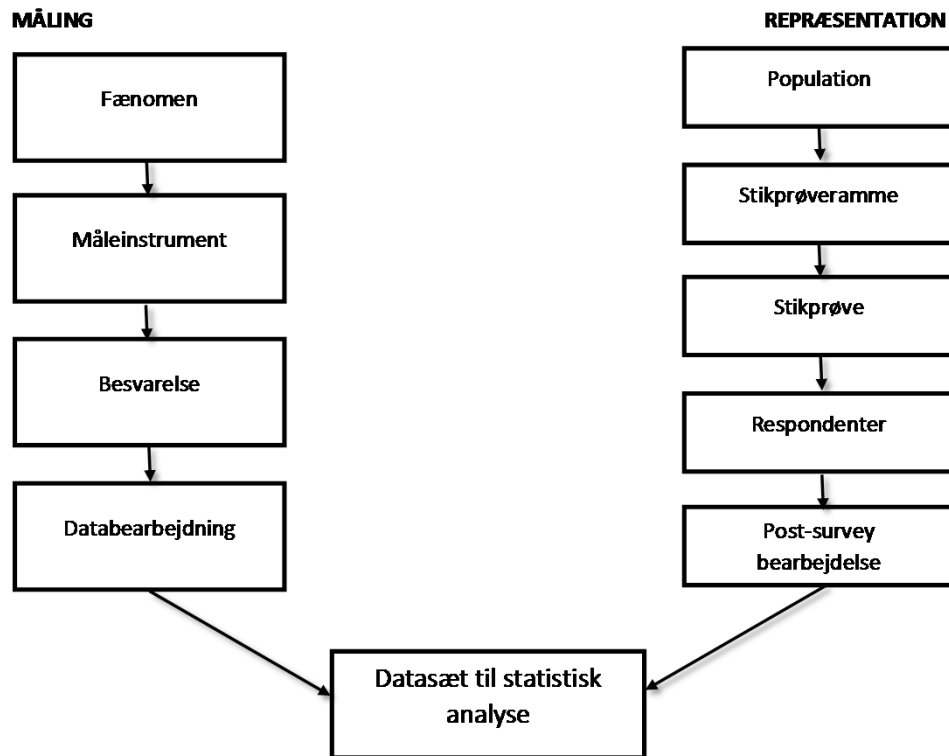 MÅLING
Fænomen
Måleinstrument
Besvarelse
Databearbejdning
REPRÆSENTATION
Population
Stikprøveramme
Stikprøve
Respondenter
Post-survey
bearbejdelse
Datasæt til statistisk
analyse